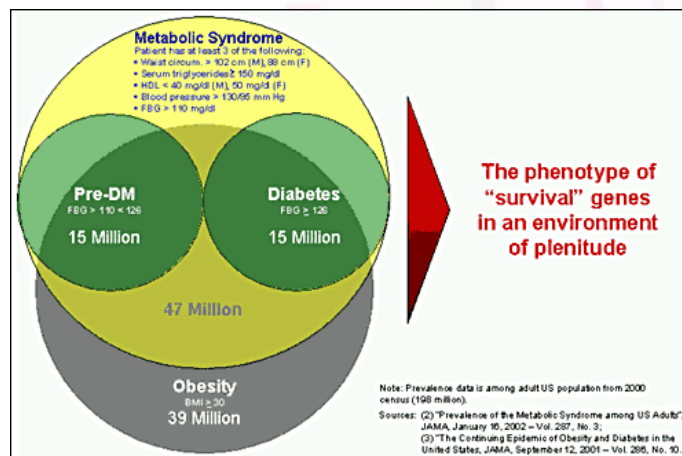 Metabolic Syndrome
Patient has at least 3 of the following:
• Waist circum. > 102 cm (M), 88 cm (F)
• Serum triglycerides ≥ 150 mg/dl
• HDL < 40 mg/dl (M), 50 mg/dl (F)
• Blood pressure > 130/85 mm Hg
• FBG > 110 mg/dl
Pre-DM
FBG > 110 < 126
15 Million
Diabetes
FBG ≥ 126
15 Million
47 Million
Obesity
BMI ≥ 30
39 Million
The phenotype of
“survival” genes
in an environment
of plenitude
Note: Prevalence data is among adult US population from 2000
census (198 million).
Sources: (2) "Prevalence of the Metabolic Syndrome among US Adults",
JAMA, January 16, 2002 – Vol. 287, No. 3;
(3) "The Continuing Epidemic of Obesity and Diabetes in the
United States, JAMA, September 12, 2001 – Vol. 286, No. 10.